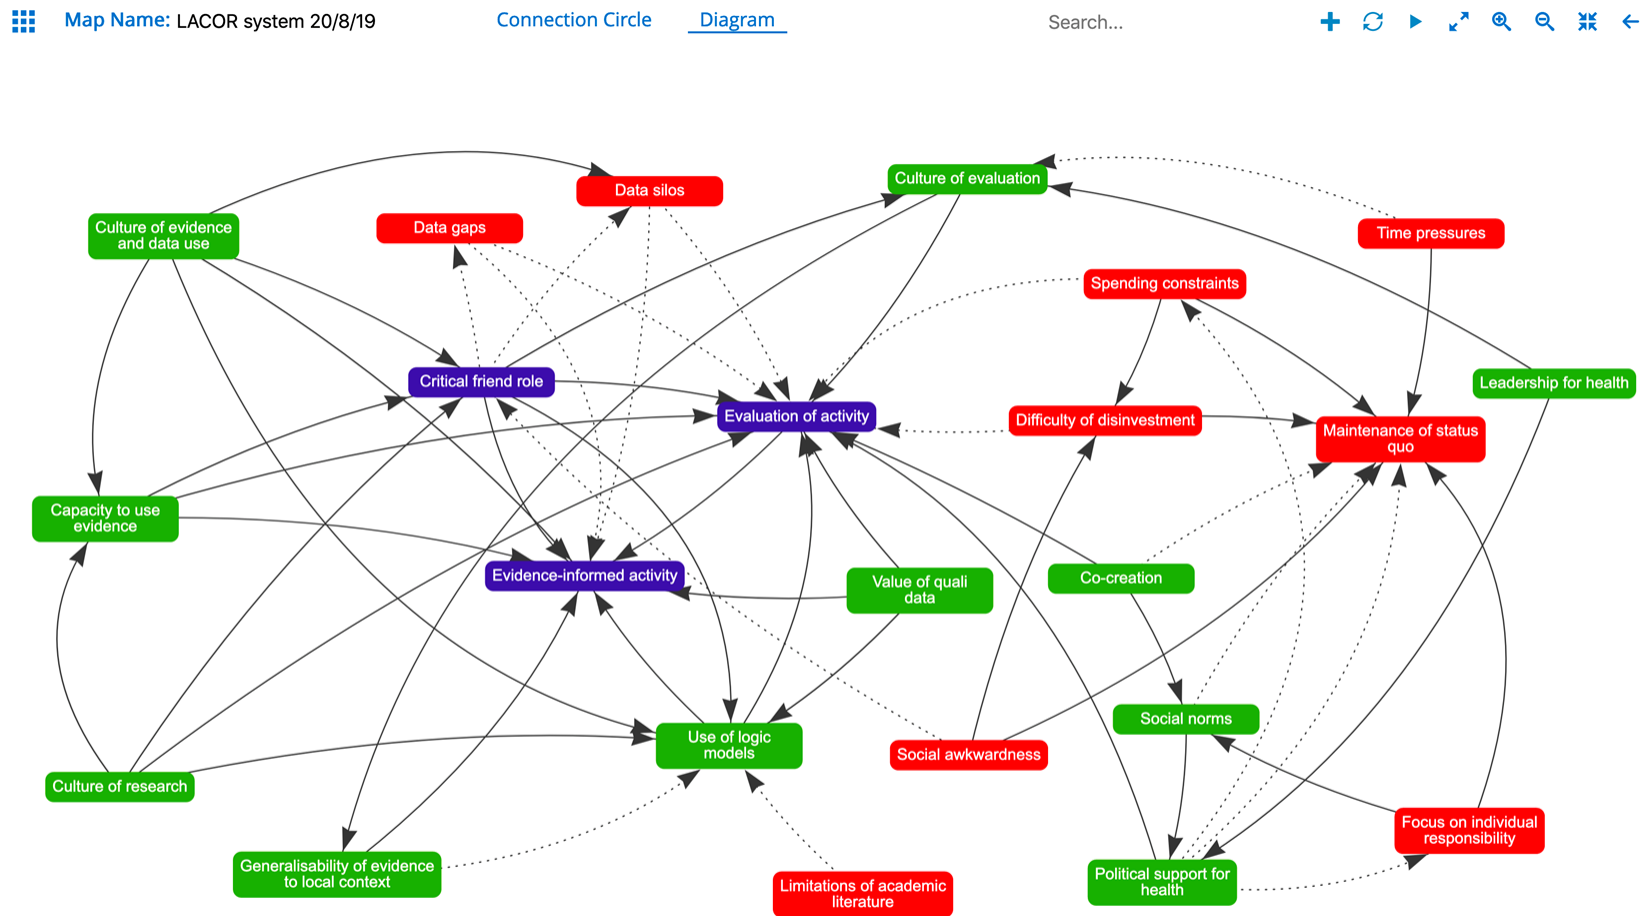 Map Name: LACOR system 20/8/19
Connection Circle
Diagram
Search...
Culture of evaluation
Data silos
Data gaps
Culture of evidence
and data use
Time pressures
Spending constraints
Critical friend role
Leadership for health
Evaluation of activity
Difficulty of disinvestment
Maintenance of status
quo
Capacity to use
evidence
Evidence-informed activity
Value of quali
data
Co-creation
Social norms
Use of logic
models
Social awkwardness
Culture of research
Focus on individual
responsibility
Generalisability of evidence
to local context
Limitations of academic
literature
Political support for
health